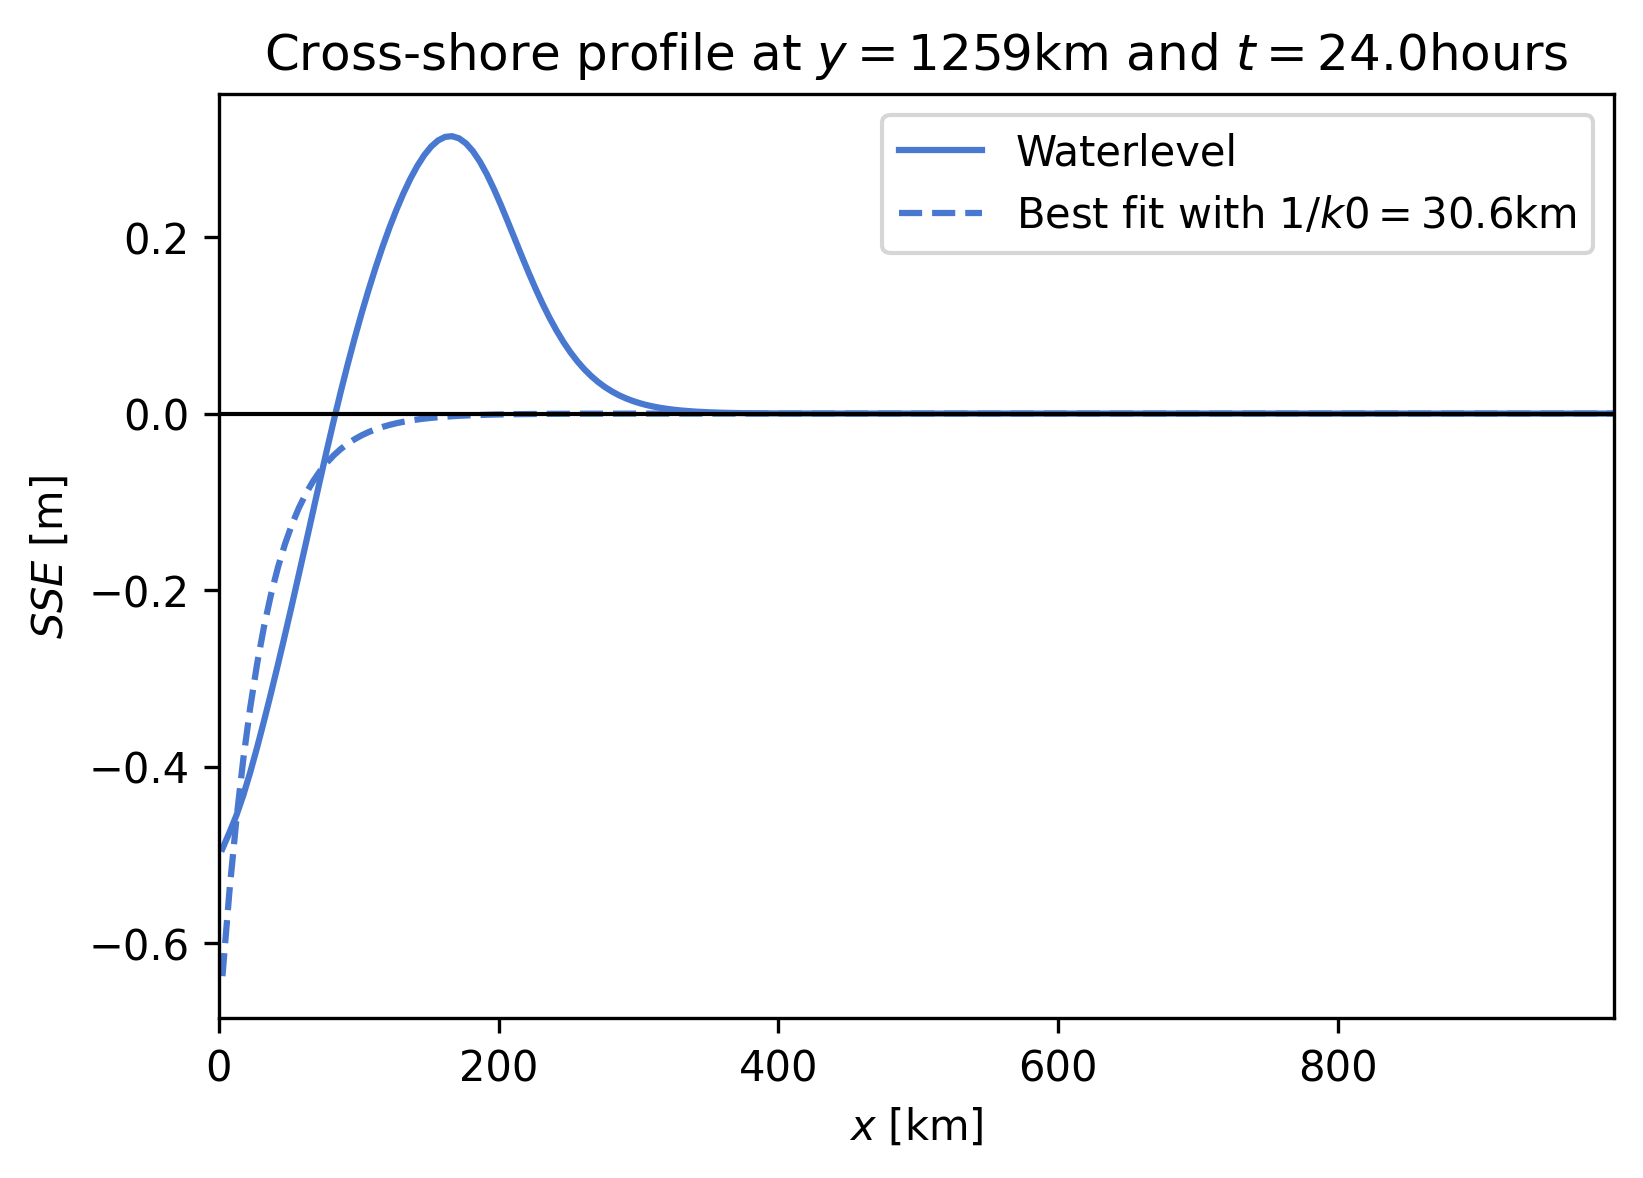 Cross-shore profile at y = 1259km and t = 24.0hours
Waterlevel
Best fit with 1/k0 = 30.6km
0.2
0.0
−0.2
−0.4
−0.6
SSE [m]
0 200 400 600 800
x [km]